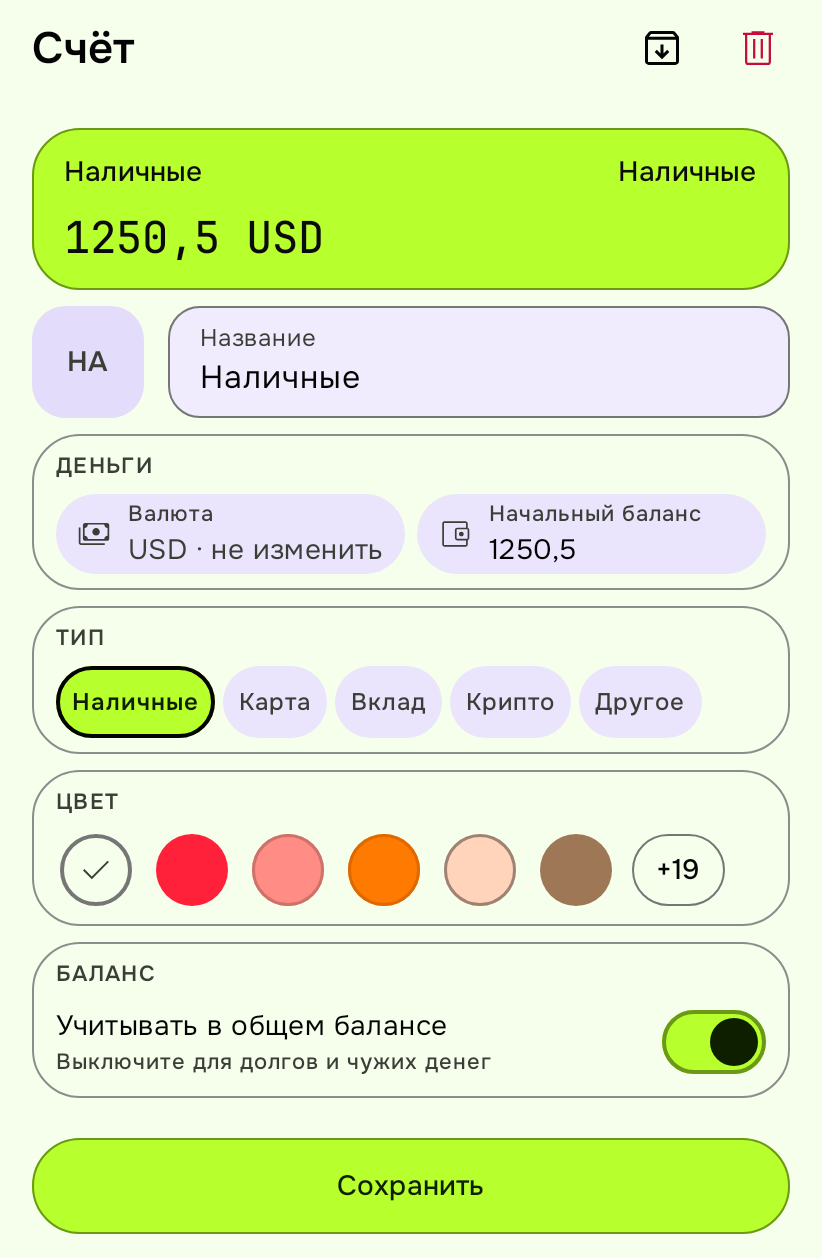 Счёт
Наличные Наличные
1250,5 USD
НА
Название
Наличные
ДЕНЬГИ
Валюта
USD · не изменить
Начальный баланс
1250,5
ТИП
Наличные Карта Вклад Крипто Другое
ЦВЕТ
+19
БАЛАНС
Учитывать в общем балансе
Выключите для долгов и чужих денег
Сохранить